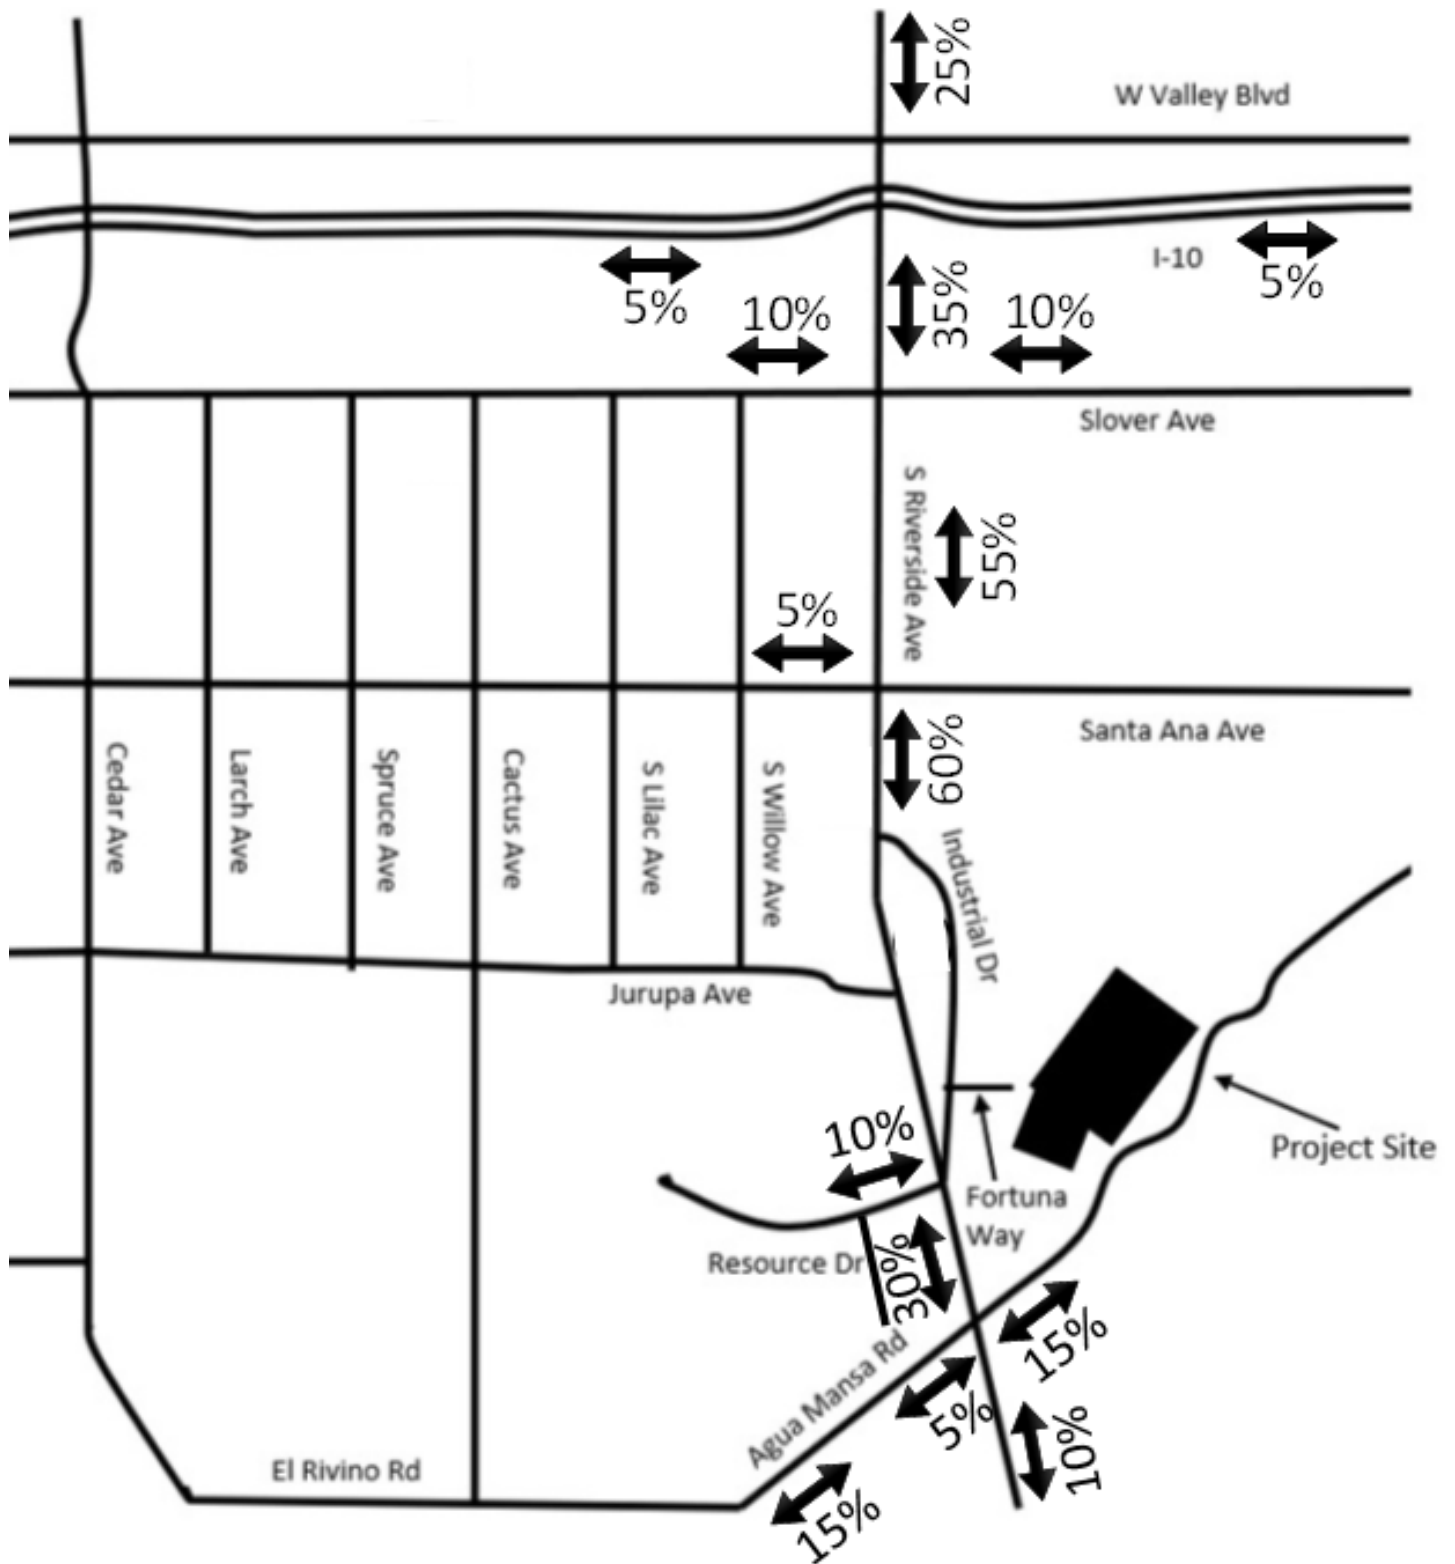 25%
W Valley Blvd
I-10
5%
5%
10%
35%
10%
Slover Ave
S Riverside Ave
55%
5%
Santa Ana Ave
60%
Cedar Ave
Larch Ave
Spruce Ave
Cactus Ave
S Lilac Ave
S Willow Ave
Industrial Dr
Jurupa Ave
10%
Project Site
Fortuna
Way
Resource Dr
30%
15%
Agua Mansa Rd
5%
10%
El Rivino Rd
15%